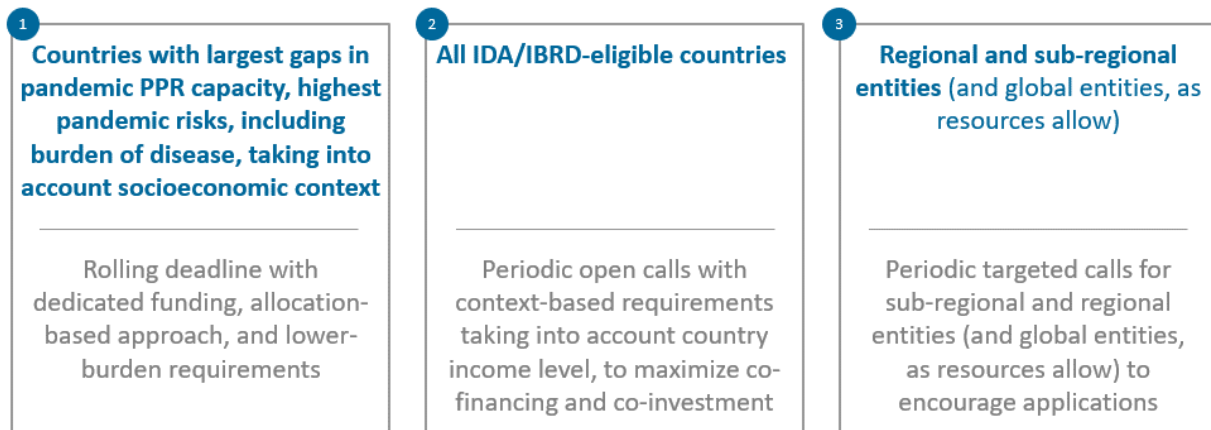 1
Countries with largest gaps in
pandemic PPR capacity, highest
pandemic risks, including
burden of disease, taking into
account socioeconomic context
Rolling deadline with
dedicated funding, allocation-
based approach, and lower-
burden requirements
2
All IDA/IBRD-eligible countries
Periodic open calls with
context-based requirements
taking into account country
income level, to maximize co-
financing and co-investment
3
Regional and sub-regional
entities (and global entities, as
resources allow)
Periodic targeted calls for
sub-regional and regional
entities (and global entities,
as resources allow) to
encourage applications